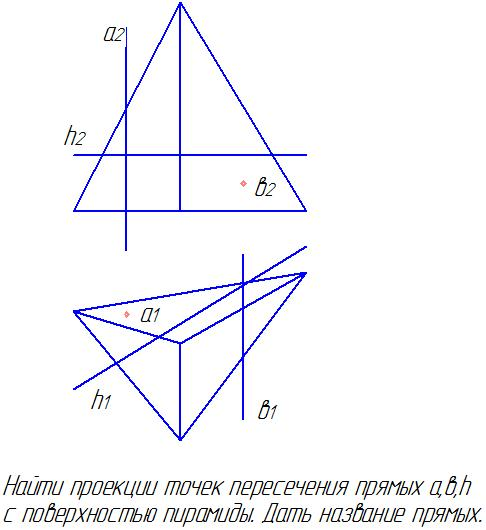 a2
h2
в2
a1
h1
в1
Найти проекции точек пересечения прямых а,в,h
с поверхностью пирамиды. Дать название прямых.